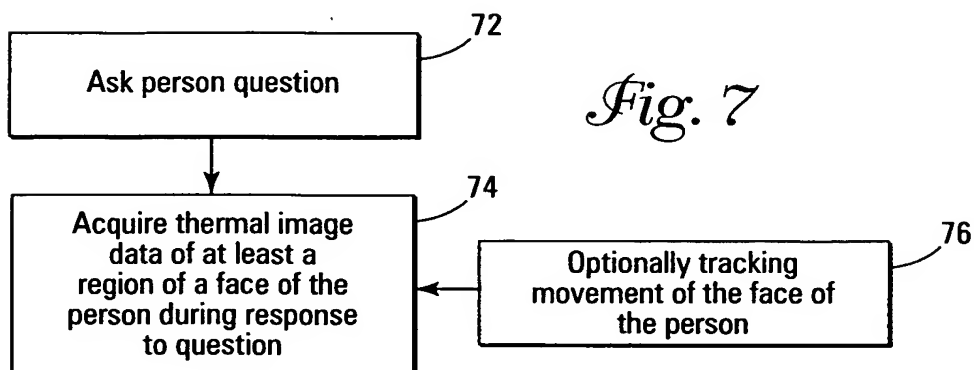 72
Ask person question
Fig. 7
74
Acquire thermal image
data of at least a
region of a face of the
person during response
to question
76
Optionally tracking
movement of the face of
the person